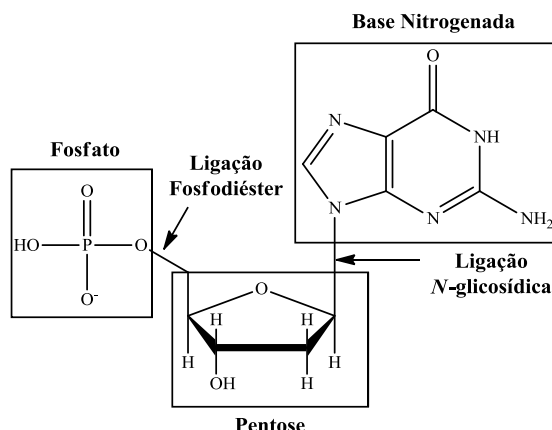 Base Nitrogenada
O
N
NH
N
N
NH₂
Fosfato
O
HO
P
O
O⁻
Ligação
Fosfodiéster
Ligação
N-glicosídica
O
H
H
H
H
OH
H
Pentose